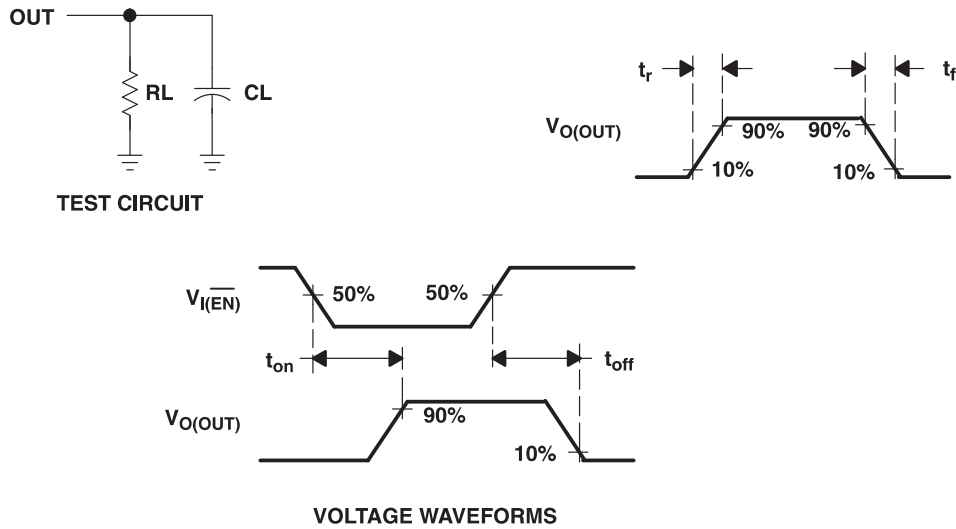 OUT
RL
CL
TEST CIRCUIT
tr
tf
VO(OUT)
90%
90%
10%
10%
VI(E̅N̅)
50%
50%
ton
toff
VO(OUT)
90%
10%
VOLTAGE WAVEFORMS